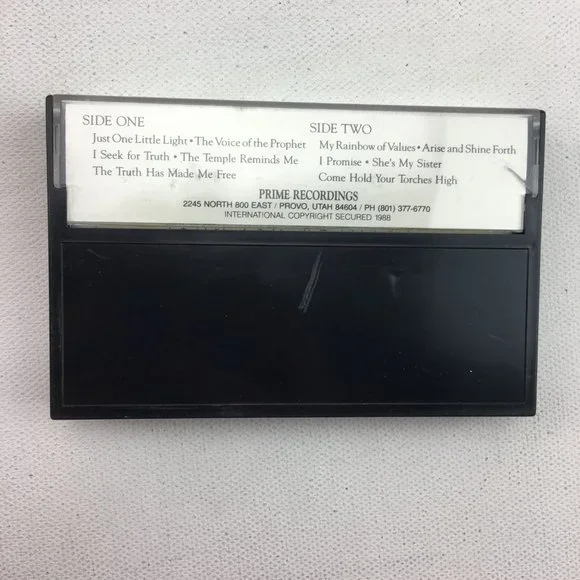 SIDE ONE
Just One Little Light • The Voice of the Prophet
I Seek for Truth • The Temple Reminds Me
The Truth Has Made Me Free
SIDE TWO
My Rainbow of Values • Arise and Shine Forth
I Promise • She's My Sister
Come Hold Your Torches High
PRIME RECORDINGS
2245 NORTH 800 EAST / PROVO, UTAH 84604 / PH (801) 377-6770
INTERNATIONAL COPYRIGHT SECURED 1988